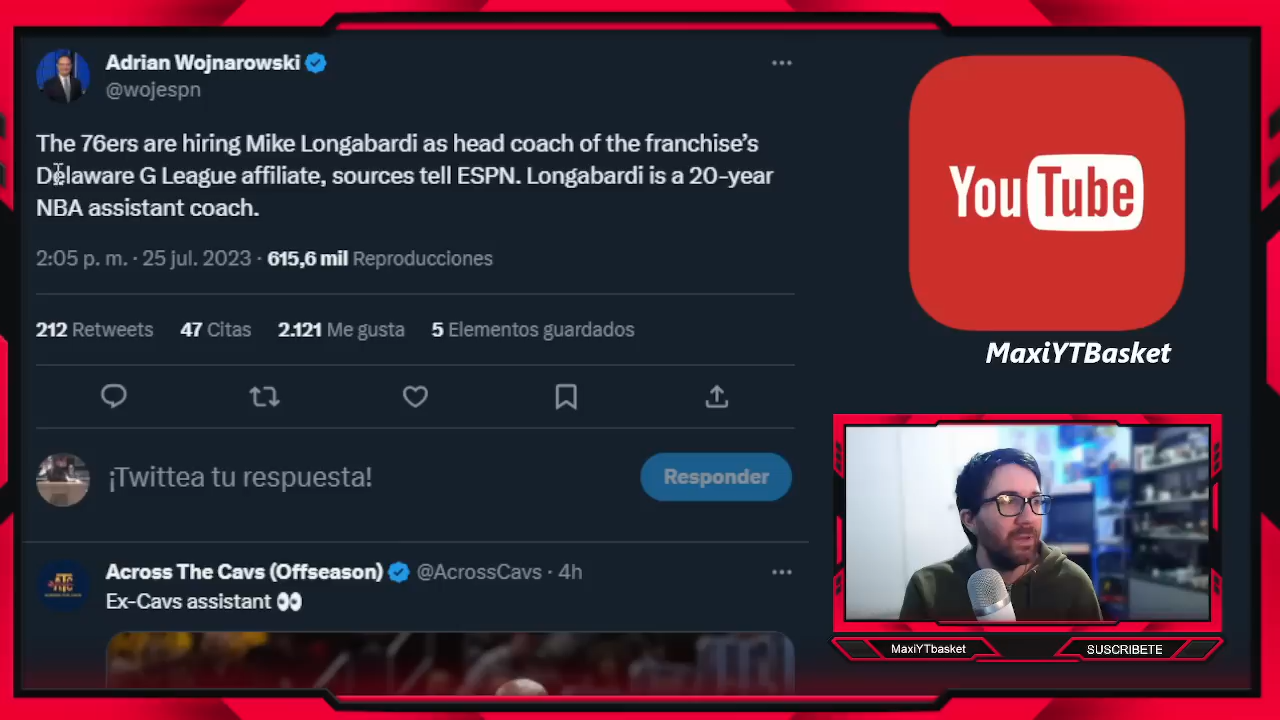 Adrian Wojnarowski
@wojespn
The 76ers are hiring Mike Longabardi as head coach of the franchise’s
Delaware G League affiliate, sources tell ESPN. Longabardi is a 20-year
NBA assistant coach.
2:05 p. m. · 25 jul. 2023 · 615,6 mil Reproducciones
212 Retweets 47 Citas 2.121 Me gusta 5 Elementos guardados
¡Twittea tu respuesta!
Responder
Across The Cavs (Offseason) @AcrossCavs · 4h
Ex-Cavs assistant 👀
YouTube
MaxiYTBasket
MaxiYTbasket
SUSCRIBETE